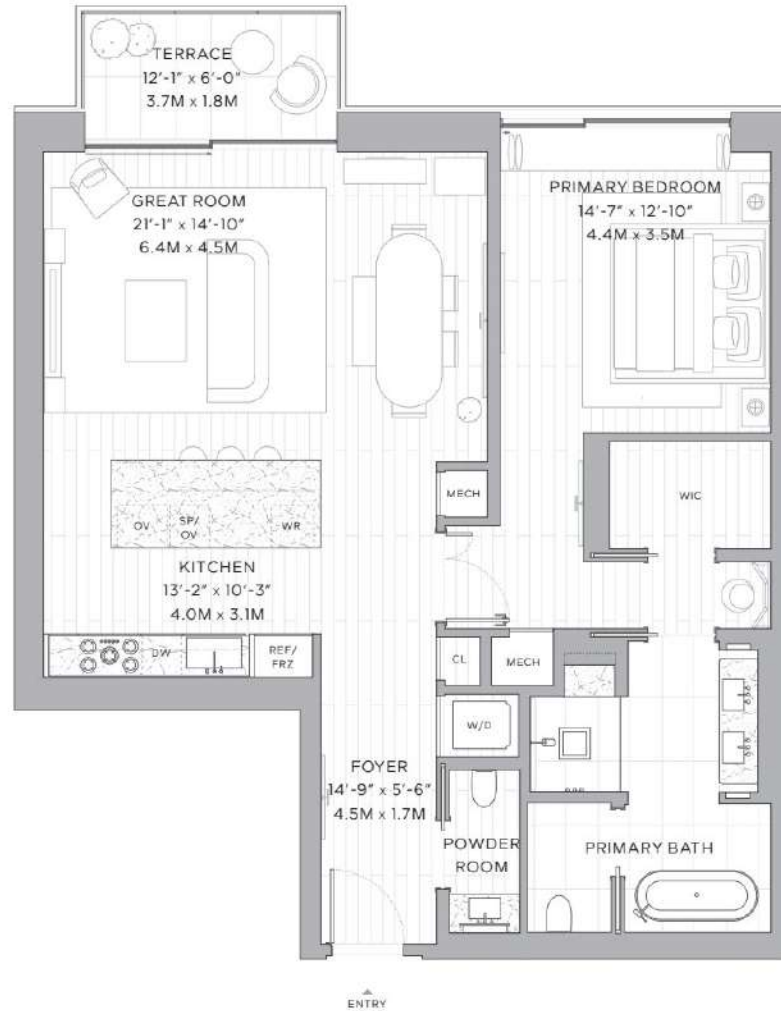 TERRACE
12'-1" x 6'-0"
3.7M x 1.8M
GREAT ROOM
21'-1" x 14'-10"
6.4M x 4.5M
PRIMARY BEDROOM
14'-7" x 12'-10"
4.4M x 3.5M
MECH
WIC
OV
SP/
OV
WR
KITCHEN
13'-2" x 10'-3"
4.0M x 3.1M
DW
REF/
FRZ
CL
MECH
W/D
FOYER
14'-9" x 5'-6"
4.5M x 1.7M
POWDER
ROOM
PRIMARY BATH
ENTRY